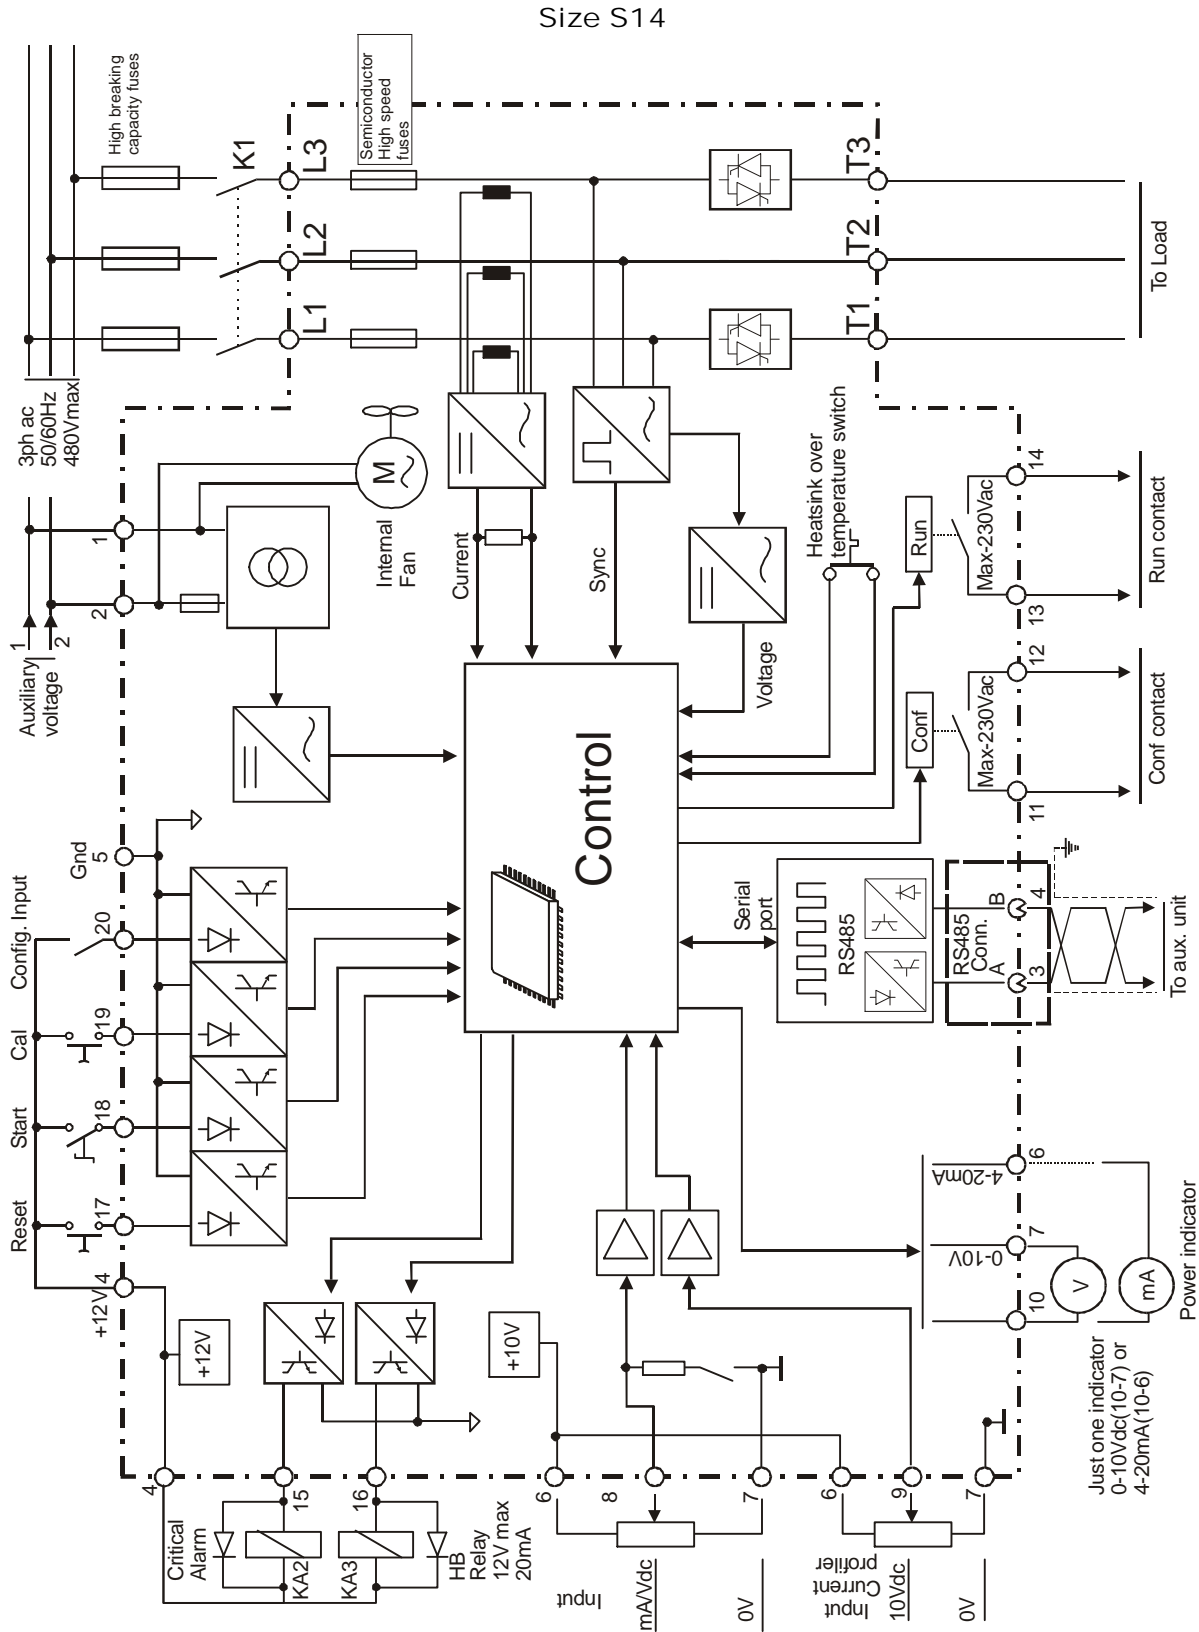 Size S14
3ph ac
50/60Hz
480Vmax
High breaking
capacity fuses
K1
L1
L2
L3
Semiconductor
High speed
fuses
Auxiliary
voltage
1
2
1
2
M
Internal
Fan
Current
Sync
Voltage
Heatsink over
temperature switch
T1
T2
T3
To Load
Reset
Start
Cal
Config. Input
Gnd
5
+12V
4
17
18
19
20
+12V
Control
Serial
port
RS485
RS485
Conn.
A
B
3
4
To aux. unit
Conf
Max-230Vac
11
12
Conf contact
Run
Max-230Vac
13
14
Run contact
4
Critical
Alarm
KA2
15
KA3
16
HB
Relay
12V max
20mA
+10V
6
8
7
Input
mA/Vdc
0V
6
9
7
Input
Current
profiler
10Vdc
0V
0-10V
4-20mA
10
7
6
V
mA
Power indicator
Just one indicator
0-10Vdc(10-7) or
4-20mA(10-6)